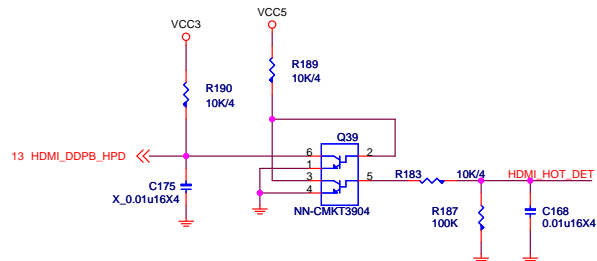 VCC3
VCC5
R189
10K/4
R190
10K/4
Q39
13 HDMI_DDPB_HPD
6
2
1
3
5
R183
10K/4
HDMI_HOT_DET
4
C175
X_0.01u16X4
NN-CMKT3904
R187
100K
C168
0.01u16X4